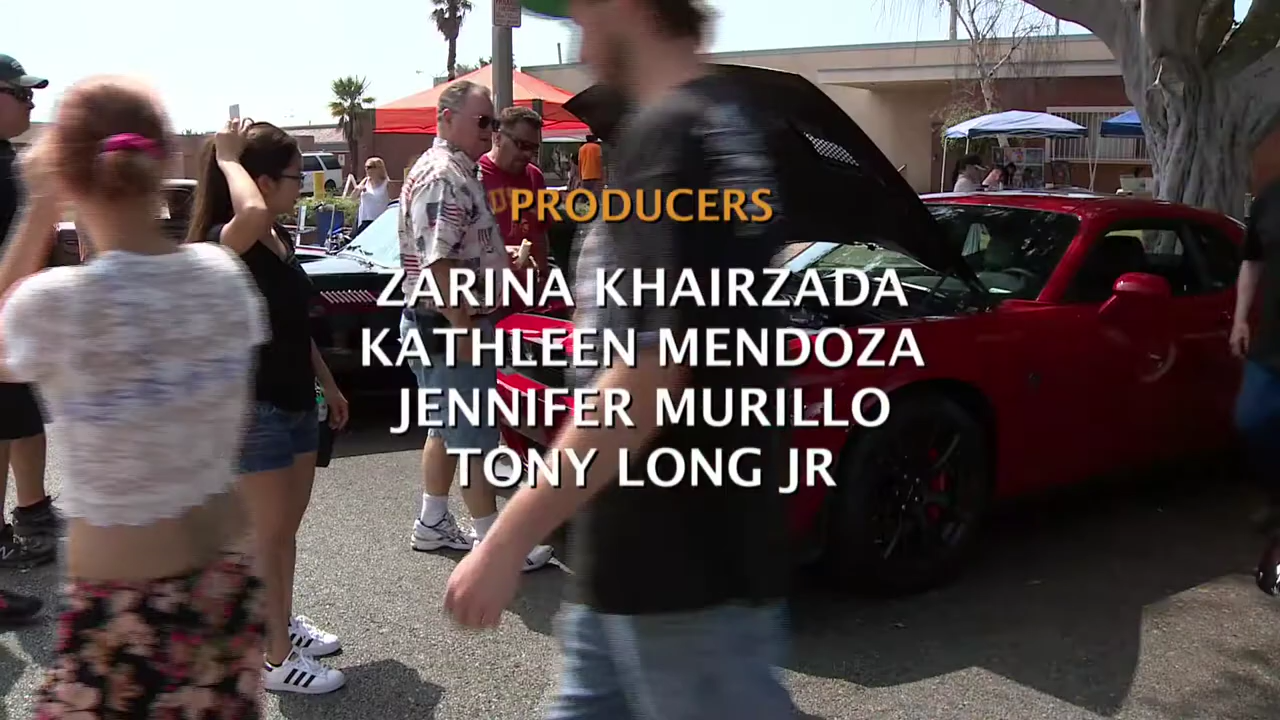 PRODUCERS
ZARINA KHAIRZADA
KATHLEEN MENDOZA
JENNIFER MURILLO
TONY LONG JR